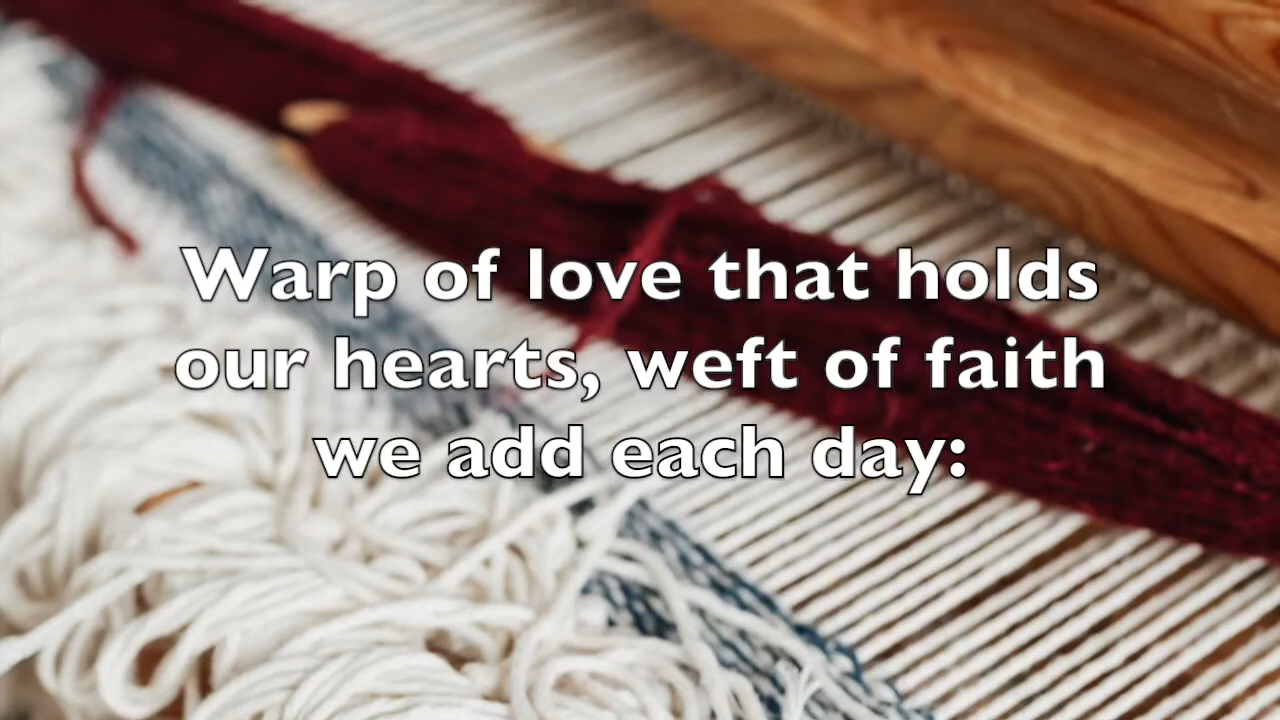 Warp of love that holds
our hearts, weft of faith
we add each day: